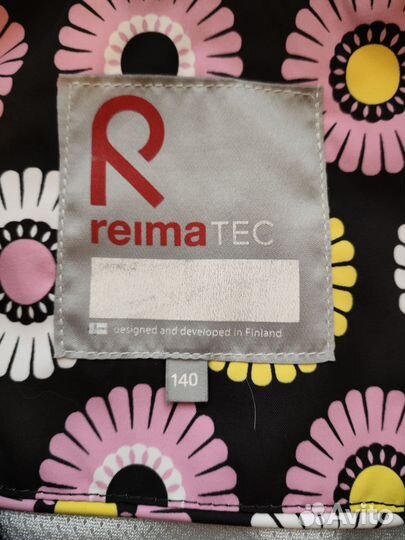 R
reimaTEC
designed and developed in Finland
140
Avito